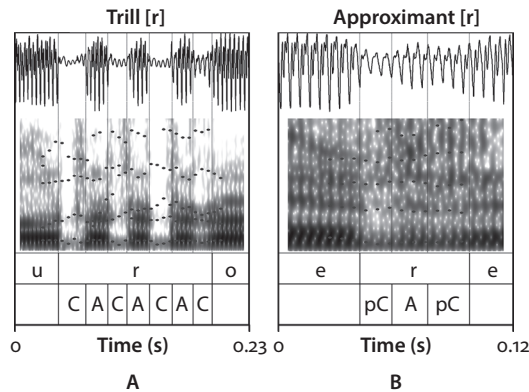 Trill [r]
Approximant [r]
u r o
C A C A C A C
e r e
pC A pC
0 Time (s) 0.23
0 Time (s) 0.12
A
B